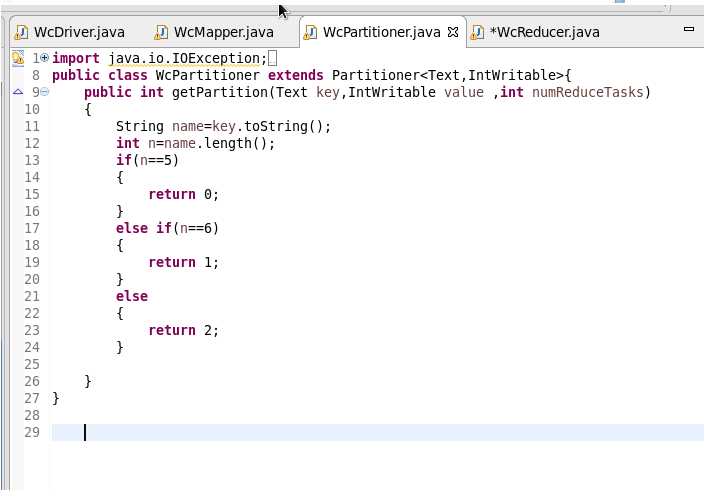 WcDriver.java WcMapper.java WcPartitioner.java *WcReducer.java
1 import java.io.IOException;
8 public class WcPartitioner extends Partitioner<Text,IntWritable>{
9 public int getPartition(Text key,IntWritable value ,int numReduceTasks)
10 {
11 String name=key.toString();
12 int n=name.length();
13 if(n==5)
14 {
15 return 0;
16 }
17 else if(n==6)
18 {
19 return 1;
20 }
21 else
22 {
23 return 2;
24 }
25
26 }
27 }
28
29